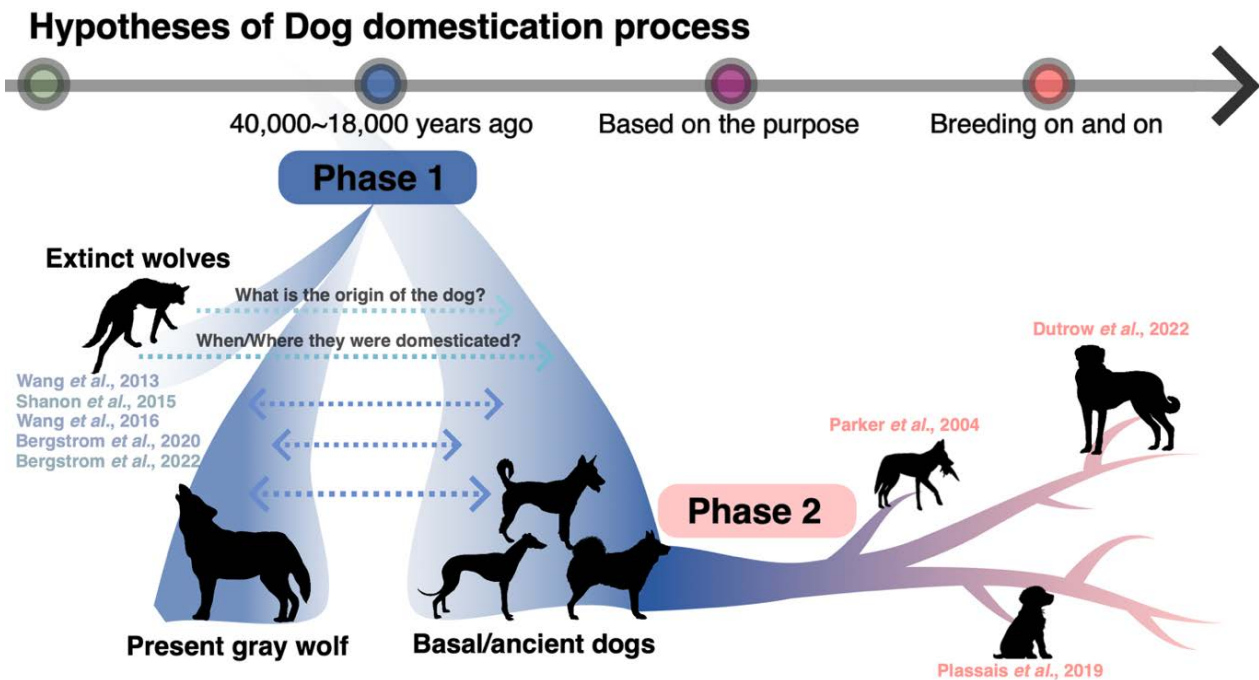 Hypotheses of Dog domestication process
40,000~18,000 years ago
Based on the purpose
Breeding on and on
Phase 1
Extinct wolves
What is the origin of the dog?
When/Where they were domesticated?
Wang et al., 2013
Shanon et al., 2015
Wang et al., 2016
Bergstrom et al., 2020
Bergstrom et al., 2022
Present gray wolf
Basal/ancient dogs
Phase 2
Parker et al., 2004
Dutrow et al., 2022
Plassais et al., 2019